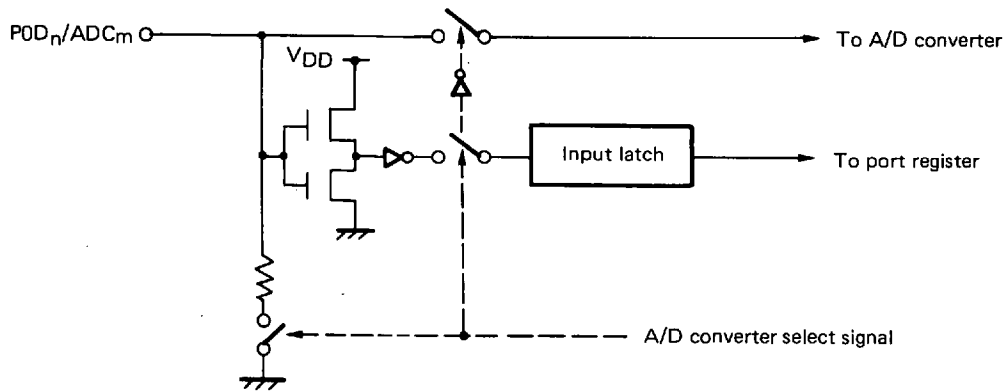 P0Dn/ADCm
To A/D converter
VDD
Input latch
To port register
A/D converter select signal